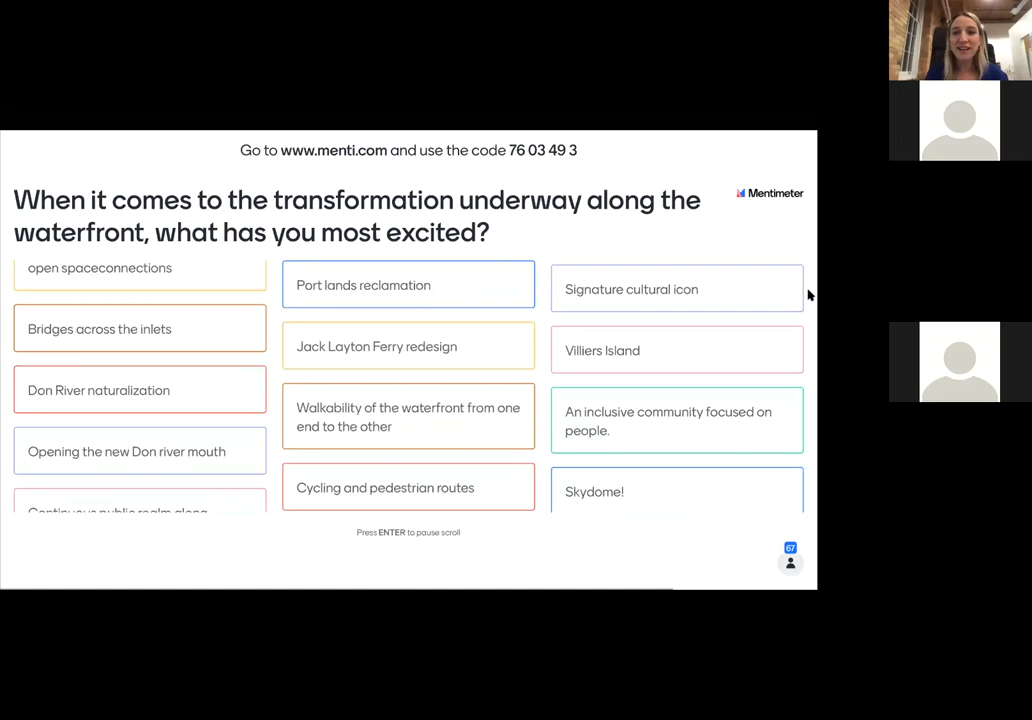 Go to www.menti.com and use the code 76 03 49 3
When it comes to the transformation underway along the
waterfront, what has you most excited?
Mentimeter
open spaceconnections
Bridges across the inlets
Don River naturalization
Opening the new Don river mouth
Continuous public realm along
Port lands reclamation
Jack Layton Ferry redesign
Walkability of the waterfront from one
end to the other
Cycling and pedestrian routes
Signature cultural icon
Villiers Island
An inclusive community focused on
people.
Skydome!
Press ENTER to pause scroll
67